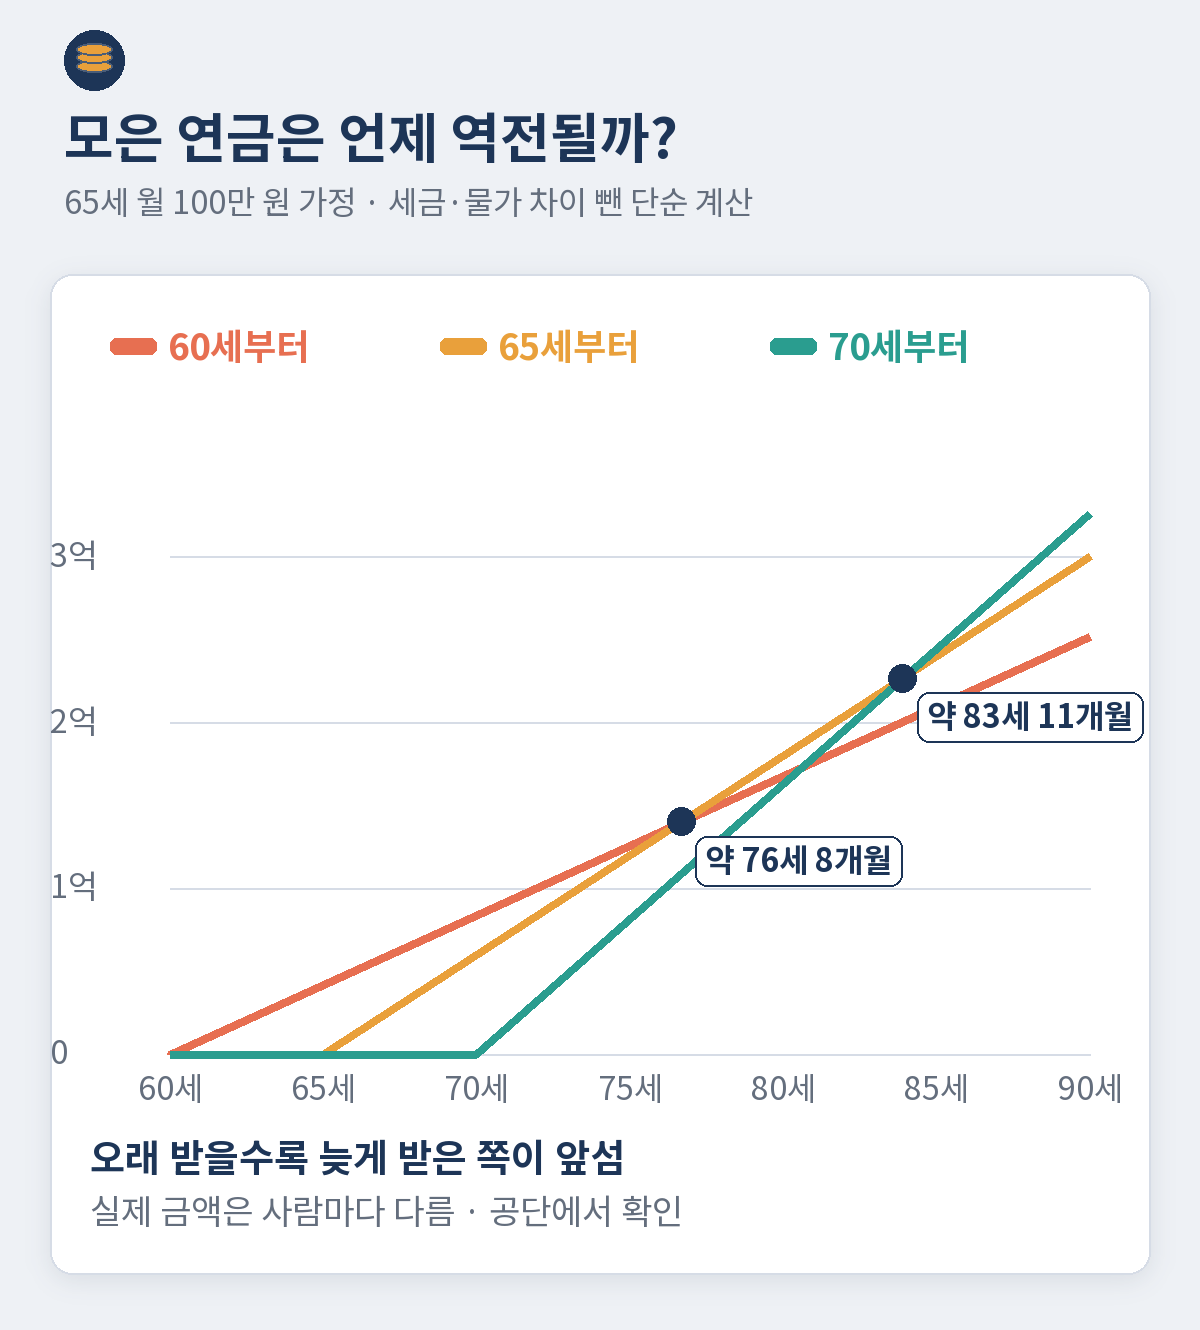 모은 연금은 언제 역전될까?
65세 월 100만 원 가정 · 세금·물가 차이 뺀 단순 계산
60세부터 65세부터 70세부터
3억
2억
약 83세 11개월
약 76세 8개월
1억
0
60세 65세 70세 75세 80세 85세 90세
오래 받을수록 늦게 받은 쪽이 앞섬
실제 금액은 사람마다 다름 · 공단에서 확인